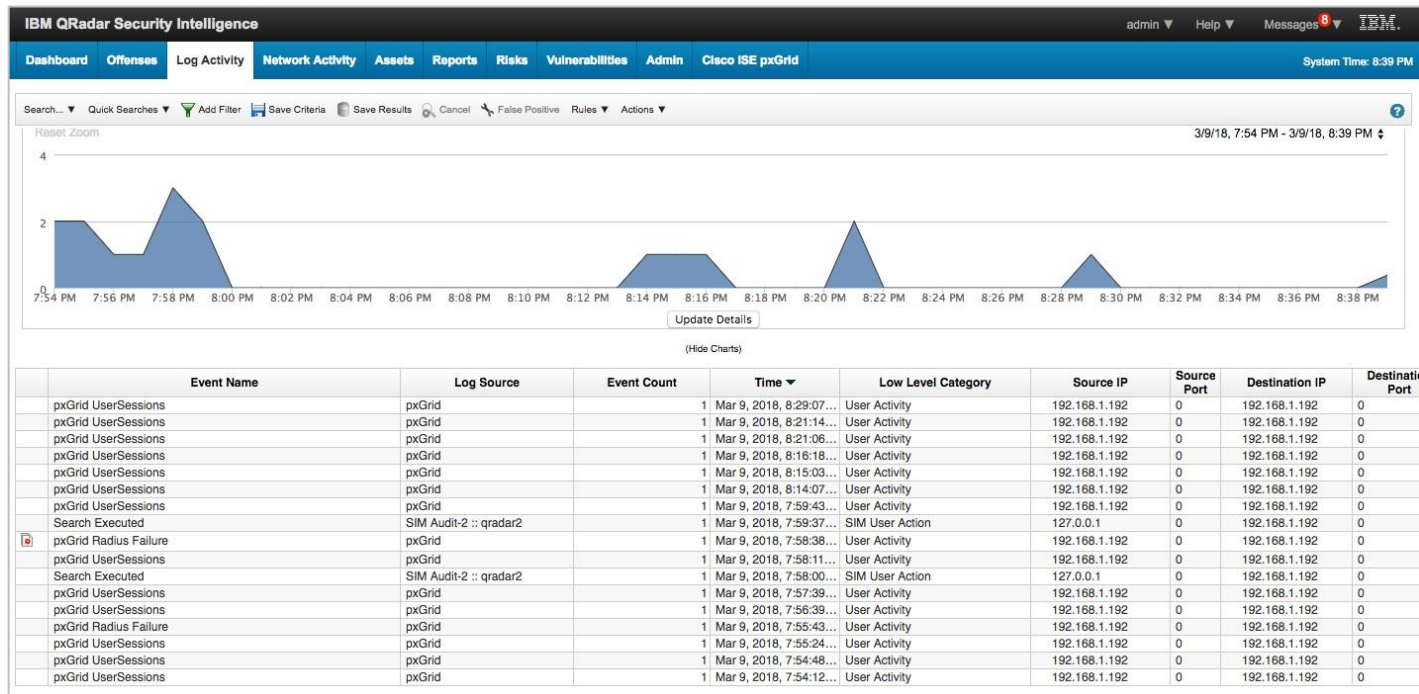 IBM QRadar Security Intelligence admin ▼ Help ▼ Messages 8 ▼ IBM.
Dashboard Offenses Log Activity Network Activity Assets Reports Risks Vulnerabilities Admin Cisco ISE pxGrid System Time: 8:39 PM
Search... ▼ Quick Searches ▼ Add Filter Save Criteria Save Results Cancel False Positive Rules ▼ Actions ▼ ?
Reset Zoom 3/9/18, 7:54 PM - 3/9/18, 8:39 PM
4
2
0
7:54 PM 7:56 PM 7:58 PM 8:00 PM 8:02 PM 8:04 PM 8:06 PM 8:08 PM 8:10 PM 8:12 PM 8:14 PM 8:16 PM 8:18 PM 8:20 PM 8:22 PM 8:24 PM 8:26 PM 8:28 PM 8:30 PM 8:32 PM 8:34 PM 8:36 PM 8:38 PM
Update Details
(Hide Charts)
Event Name Log Source Event Count Time ▼ Low Level Category Source IP Source Port Destination IP Destinati Port
pxGrid UserSessions pxGrid 1 Mar 9, 2018, 8:29:07... User Activity 192.168.1.192 0 192.168.1.192 0
pxGrid UserSessions pxGrid 1 Mar 9, 2018, 8:21:14... User Activity 192.168.1.192 0 192.168.1.192 0
pxGrid UserSessions pxGrid 1 Mar 9, 2018, 8:21:06... User Activity 192.168.1.192 0 192.168.1.192 0
pxGrid UserSessions pxGrid 1 Mar 9, 2018, 8:16:18... User Activity 192.168.1.192 0 192.168.1.192 0
pxGrid UserSessions pxGrid 1 Mar 9, 2018, 8:15:03... User Activity 192.168.1.192 0 192.168.1.192 0
pxGrid UserSessions pxGrid 1 Mar 9, 2018, 8:14:07... User Activity 192.168.1.192 0 192.168.1.192 0
pxGrid UserSessions pxGrid 1 Mar 9, 2018, 7:59:43... User Activity 192.168.1.192 0 192.168.1.192 0
Search Executed SIM Audit-2 :: qradar2 1 Mar 9, 2018, 7:59:37... SIM User Action 127.0.0.1 0 192.168.1.192 0
pxGrid Radius Failure pxGrid 1 Mar 9, 2018, 7:58:38... User Activity 192.168.1.192 0 192.168.1.192 0
pxGrid UserSessions pxGrid 1 Mar 9, 2018, 7:58:11... User Activity 192.168.1.192 0 192.168.1.192 0
Search Executed SIM Audit-2 :: qradar2 1 Mar 9, 2018, 7:58:00... SIM User Action 127.0.0.1 0 192.168.1.192 0
pxGrid UserSessions pxGrid 1 Mar 9, 2018, 7:57:39... User Activity 192.168.1.192 0 192.168.1.192 0
pxGrid UserSessions pxGrid 1 Mar 9, 2018, 7:56:39... User Activity 192.168.1.192 0 192.168.1.192 0
pxGrid Radius Failure pxGrid 1 Mar 9, 2018, 7:55:43... User Activity 192.168.1.192 0 192.168.1.192 0
pxGrid UserSessions pxGrid 1 Mar 9, 2018, 7:55:24... User Activity 192.168.1.192 0 192.168.1.192 0
pxGrid UserSessions pxGrid 1 Mar 9, 2018, 7:54:48... User Activity 192.168.1.192 0 192.168.1.192 0
pxGrid UserSessions pxGrid 1 Mar 9, 2018, 7:54:12... User Activity 192.168.1.192 0 192.168.1.192 0